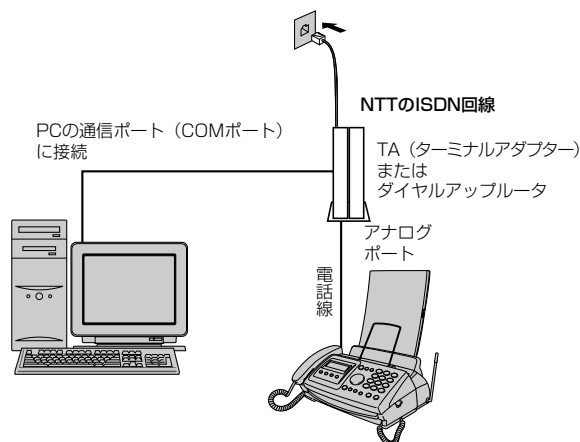 NTTのISDN回線
PCの通信ポート（COMポート）
に接続
TA（ターミナルアダプター）
または
ダイヤルアップルータ
アナログ
ポート
電話線